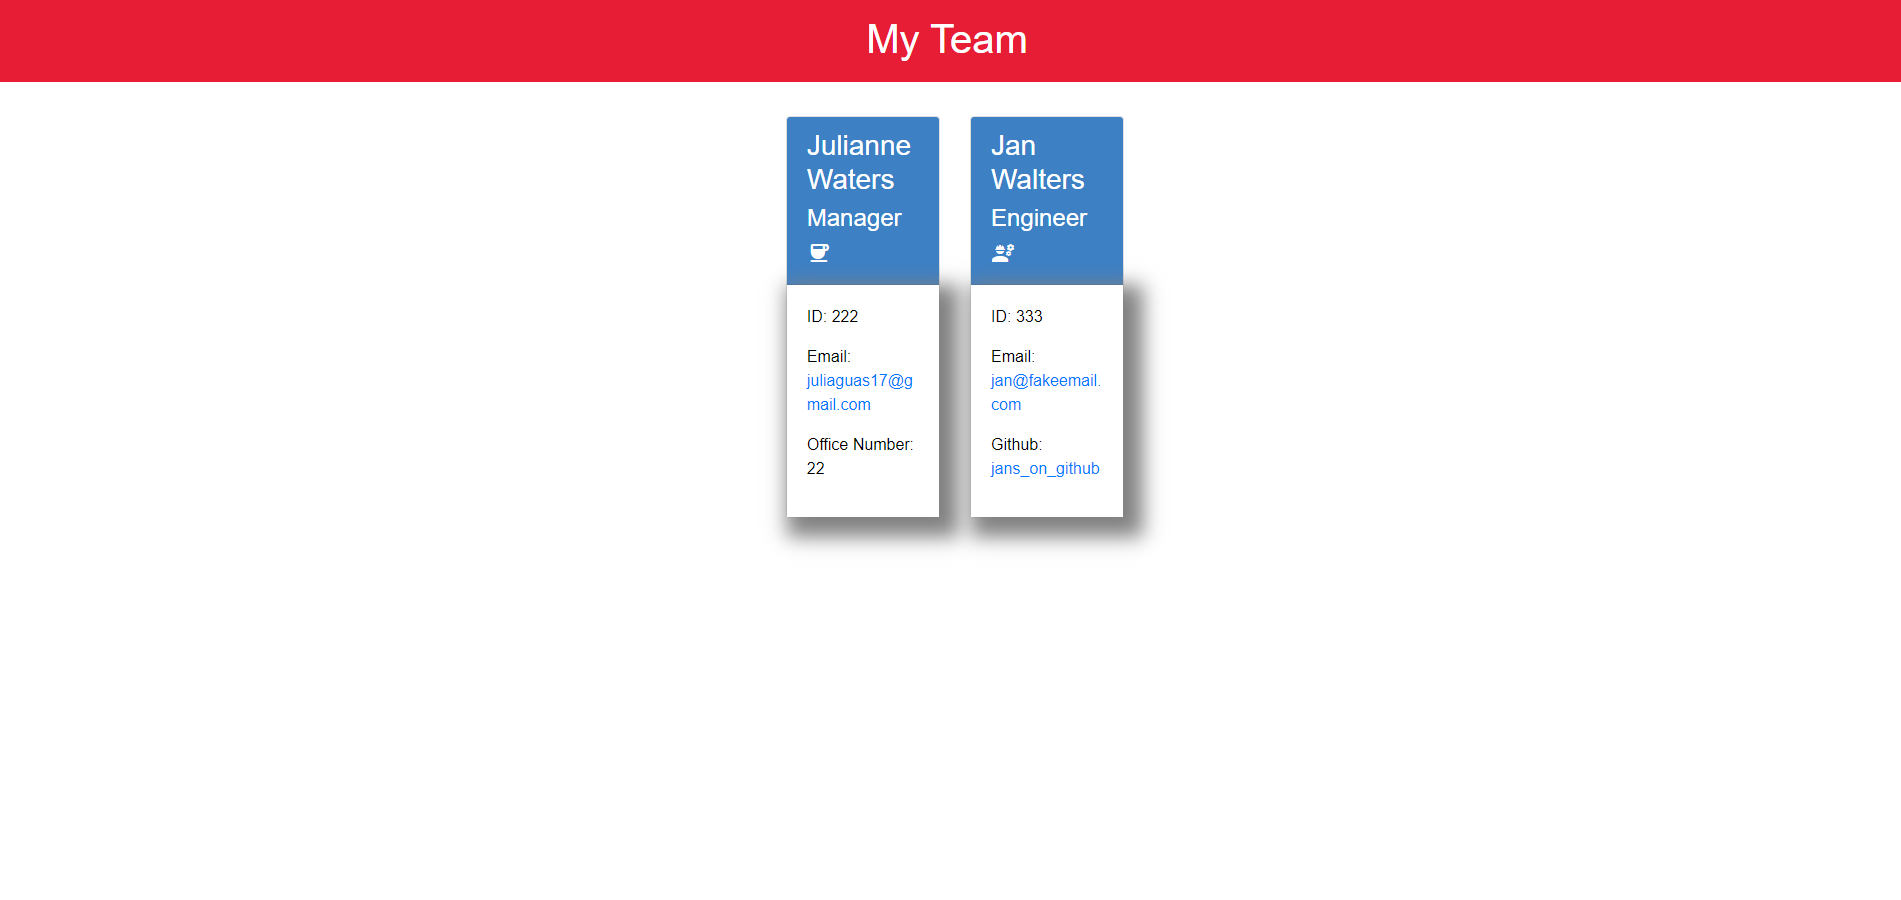 My Team
Julianne
Waters
Manager
ID: 222
Email:
juliaguas17@g
mail.com
Office Number:
22
Jan
Walters
Engineer
ID: 333
Email:
jan@fakeemail.
com
Github:
jans_on_github